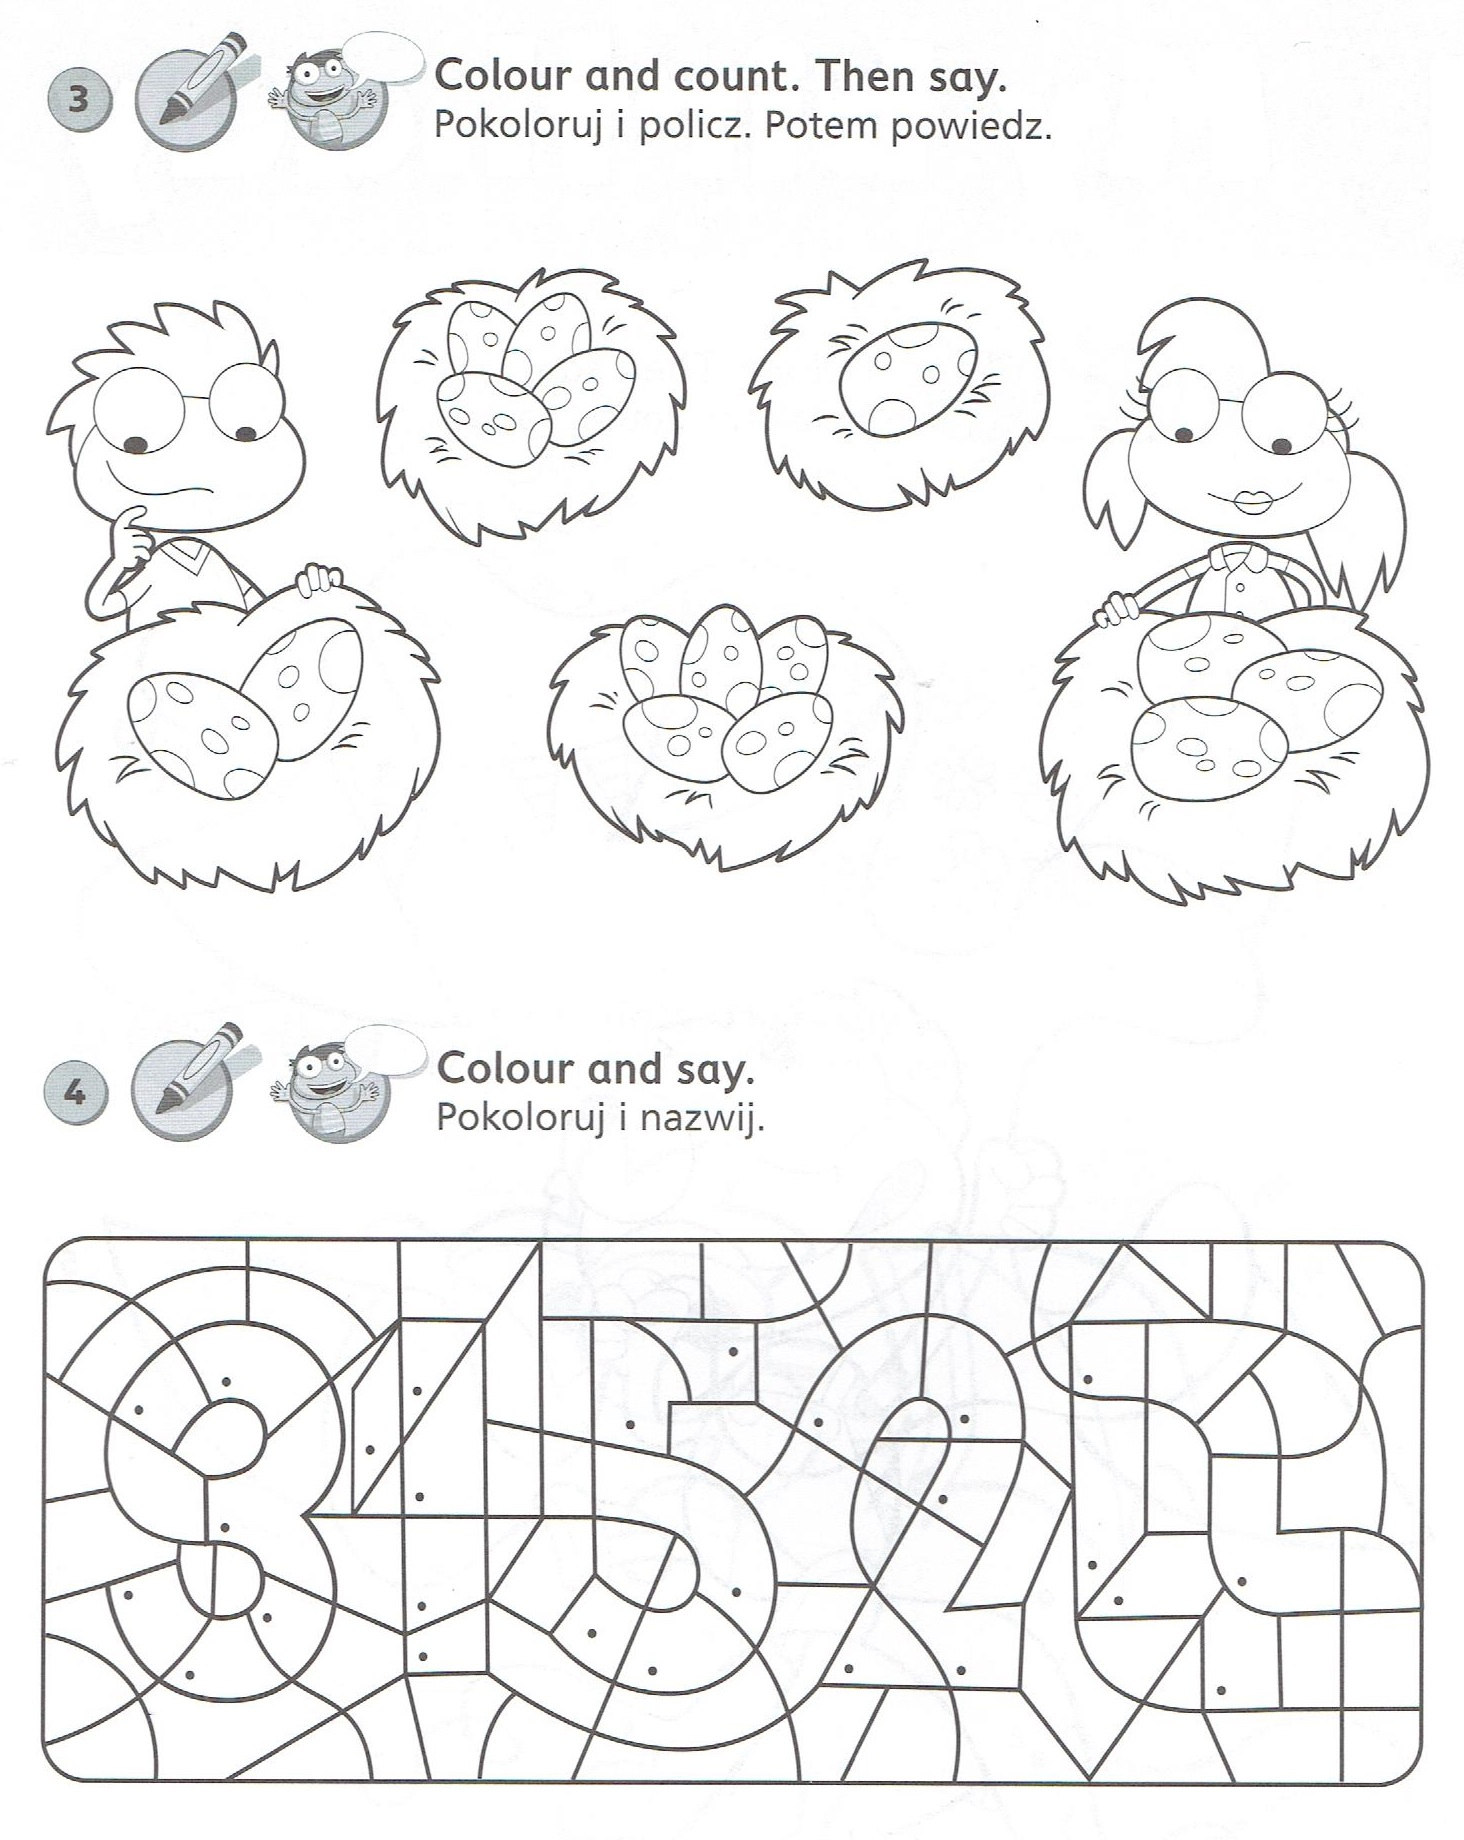 3
Colour and count. Then say.
Pokoloruj i policz. Potem powiedz.
4
Colour and say.
Pokoloruj i nazwij.